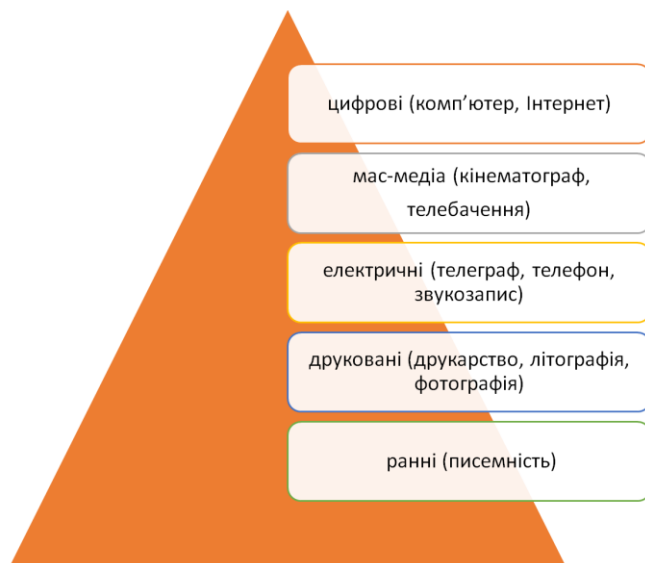 цифрові (комп’ютер, Інтернет)
мас-медіа (кінематограф,
телебачення)
електричні (телеграф, телефон,
звукозапис)
друковані (друкарство, літографія,
фотографія)
ранні (писемність)